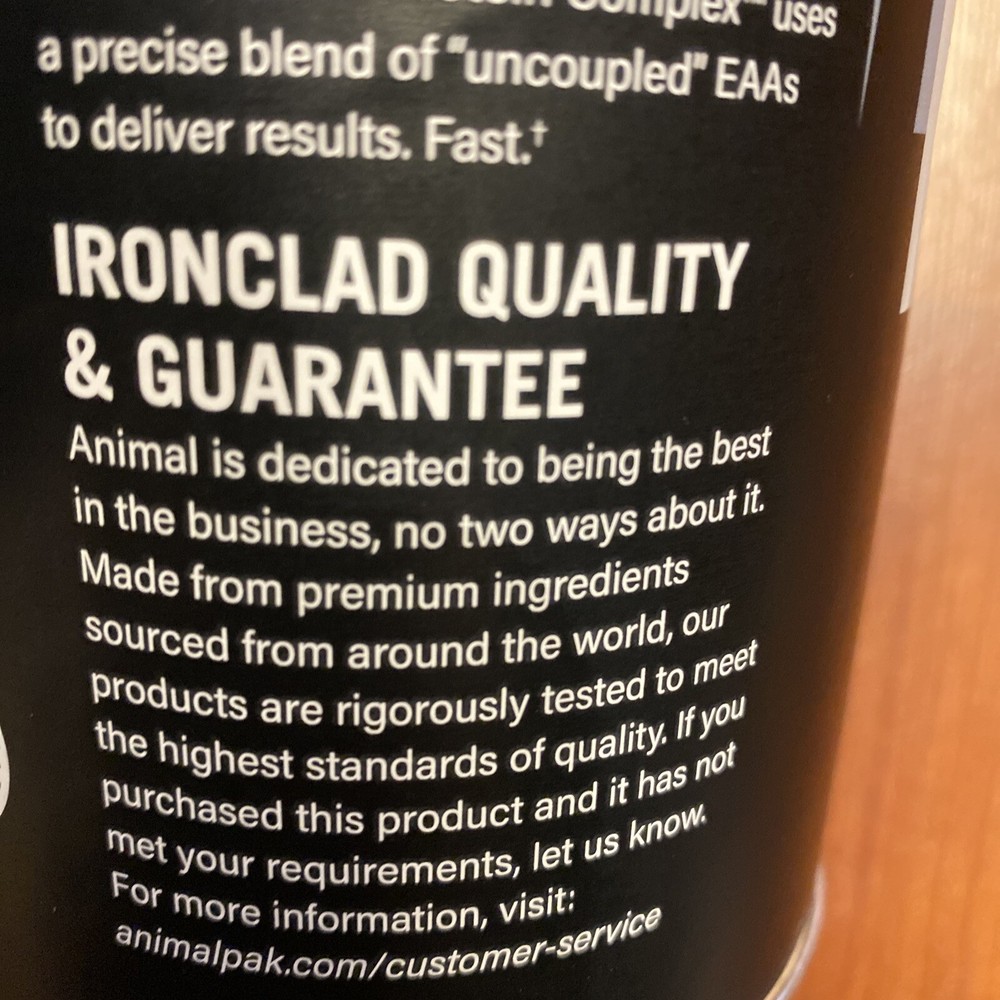 Complex™ uses
a precise blend of "uncoupled" EAAs
to deliver results. Fast.†
IRONCLAD QUALITY
& GUARANTEE
Animal is dedicated to being the best
in the business, no two ways about it.
Made from premium ingredients
sourced from around the world, our
products are rigorously tested to meet
the highest standards of quality. If you
purchased this product and it has not
met your requirements, let us know.
For more information, visit:
animalpak.com/customer-service